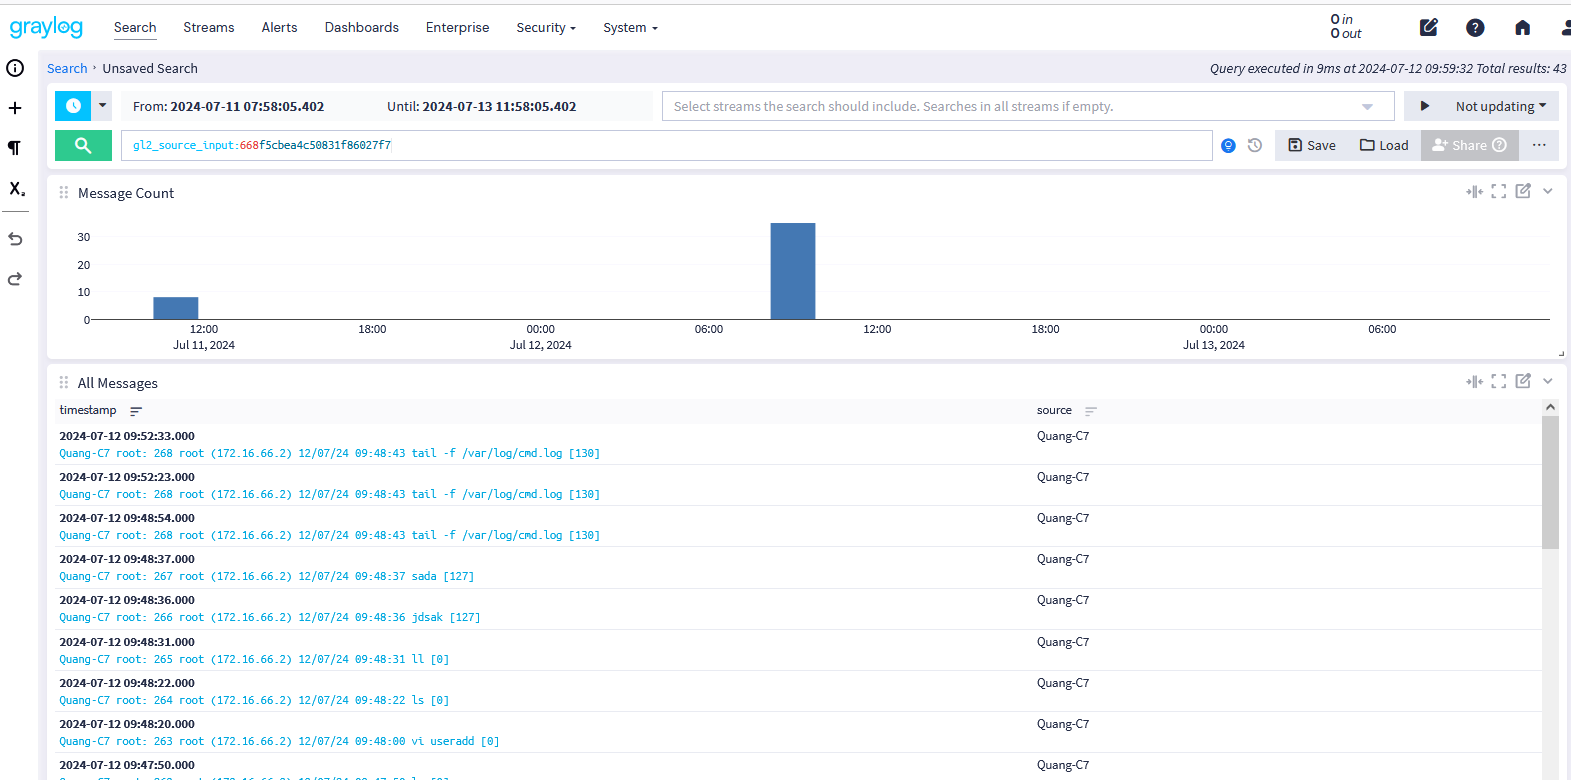 graylog Search Streams Alerts Dashboards Enterprise Security System 0 in
0 out
Search › Unsaved Search Query executed in 9ms at 2024-07-12 09:59:32 Total results: 43
From: 2024-07-11 07:58:05.402 Until: 2024-07-13 11:58:05.402 Select streams the search should include. Searches in all streams if empty. Not updating
gl2_source_input:668f5cbea4c50831f86027f7 Save Load Share ...
Message Count
30
20
10
0
12:00 18:00 00:00 06:00 12:00 18:00 00:00 06:00
Jul 11, 2024 Jul 12, 2024 Jul 13, 2024
All Messages
timestamp source
2024-07-12 09:52:33.000 Quang-C7
Quang-C7 root: 268 root (172.16.66.2) 12/07/24 09:48:43 tail -f /var/log/cmd.log [130]
2024-07-12 09:52:23.000 Quang-C7
Quang-C7 root: 268 root (172.16.66.2) 12/07/24 09:48:43 tail -f /var/log/cmd.log [130]
2024-07-12 09:48:54.000 Quang-C7
Quang-C7 root: 268 root (172.16.66.2) 12/07/24 09:48:43 tail -f /var/log/cmd.log [130]
2024-07-12 09:48:37.000 Quang-C7
Quang-C7 root: 267 root (172.16.66.2) 12/07/24 09:48:37 sada [127]
2024-07-12 09:48:36.000 Quang-C7
Quang-C7 root: 266 root (172.16.66.2) 12/07/24 09:48:36 jdsak [127]
2024-07-12 09:48:31.000 Quang-C7
Quang-C7 root: 265 root (172.16.66.2) 12/07/24 09:48:31 ll [0]
2024-07-12 09:48:22.000 Quang-C7
Quang-C7 root: 264 root (172.16.66.2) 12/07/24 09:48:22 ls [0]
2024-07-12 09:48:20.000 Quang-C7
Quang-C7 root: 263 root (172.16.66.2) 12/07/24 09:48:00 vi useradd [0]
2024-07-12 09:47:50.000 Quang-C7